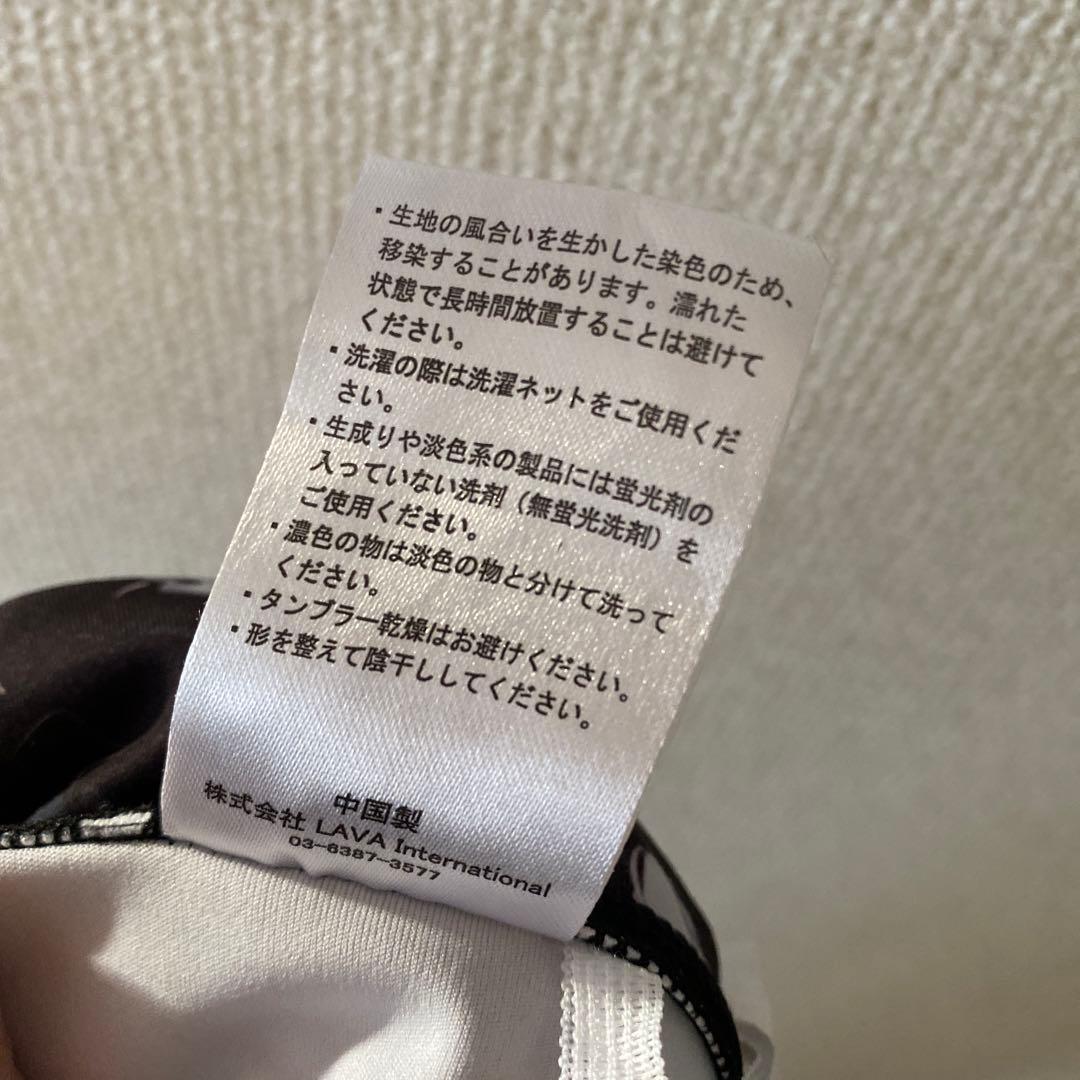 ・生地の風合いを生かした染色のため、
移染することがあります。濡れた
状態で長時間放置することは避けて
ください。
・洗濯の際は洗濯ネットをご使用くだ
さい。
・生成りや淡色系の製品には蛍光剤の
入っていない洗剤（無蛍光洗剤）を
ご使用ください。
・濃色の物は淡色の物と分けて洗って
ください。
・タンブラー乾燥はお避けください。
・形を整えて陰干ししてください。
中国製
株式会社 LAVA International
03-6387-3577